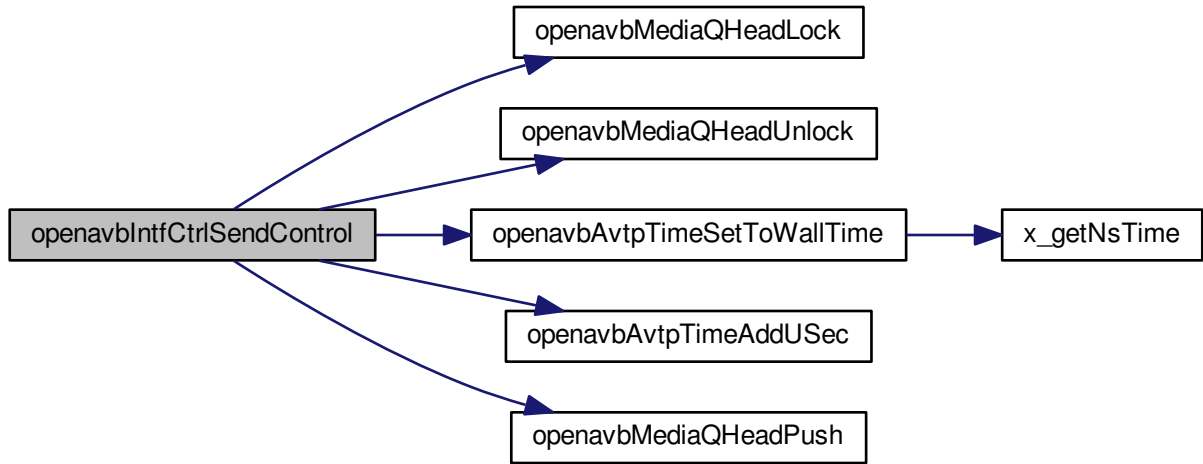 openavbMediaQHeadLock
openavbMediaQHeadUnlock
openavbIntfCtrlSendControl
openavbAvtpTimeSetToWallTime
x_getNsTime
openavbAvtpTimeAddUSec
openavbMediaQHeadPush